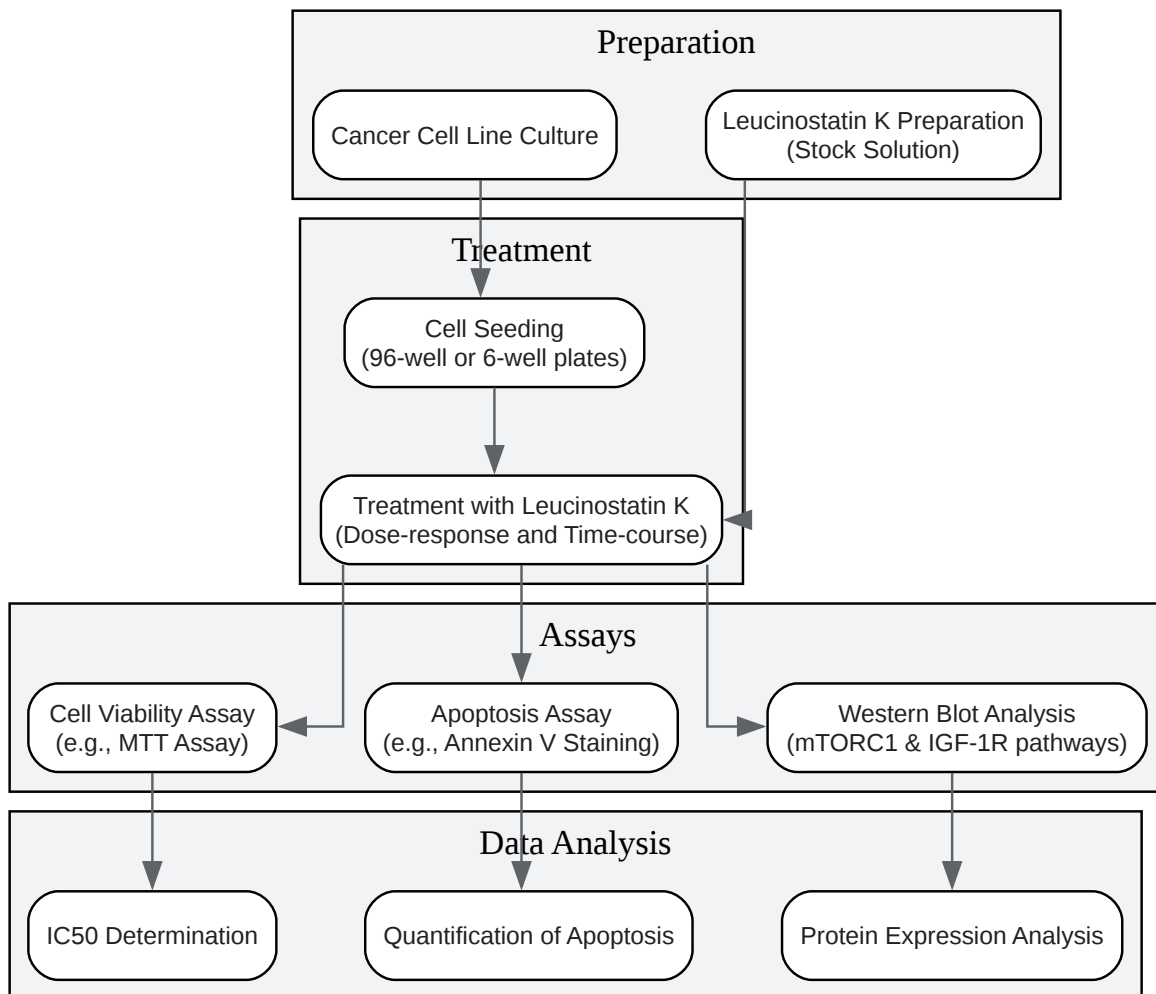 Preparation
Cancer Cell Line Culture
Leucinostatin K Preparation
(Stock Solution)
Treatment
Cell Seeding
(96-well or 6-well plates)
Treatment with Leucinostatin K
(Dose-response and Time-course)
Assays
Cell Viability Assay
(e.g., MTT Assay)
Apoptosis Assay
(e.g., Annexin V Staining)
Western Blot Analysis
(mTORC1 & IGF-1R pathways)
Data Analysis
IC50 Determination
Quantification of Apoptosis
Protein Expression Analysis